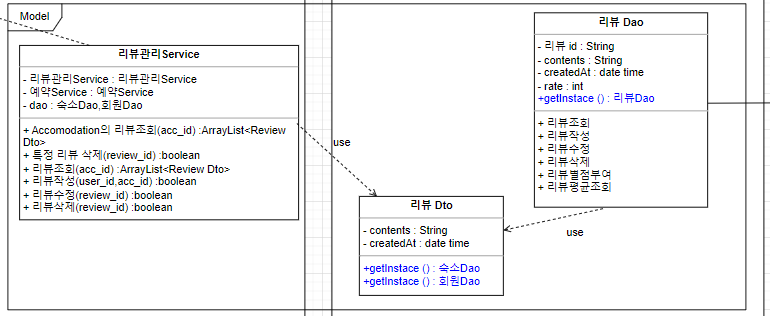 Model
리뷰관리Service
- 리뷰관리Service : 리뷰관리Service
- 예약Service : 예약Service
- dao : 숙소Dao,회원Dao
+ Accomodation의 리뷰조회(acc_id) :ArrayList<Review
Dto>
+ 특정 리뷰 삭제(review_id) :boolean
+ 리뷰조회(acc_id) :ArrayList<Review Dto>
+ 리뷰작성(user_id,acc_id) :boolean
+ 리뷰수정(review_id) :boolean
+ 리뷰삭제(review_id) :boolean
use
리뷰 Dao
- 리뷰 id : String
- contents : String
- createdAt : date time
- rate : int
+getInstace () : 리뷰Dao
+ 리뷰조회
+ 리뷰작성
+ 리뷰수정
+ 리뷰삭제
+ 리뷰별점부여
+ 리뷰평균조회
use
리뷰 Dto
- contents : String
- createdAt : date time
+getInstace () : 숙소Dao
+getInstace () : 회원Dao